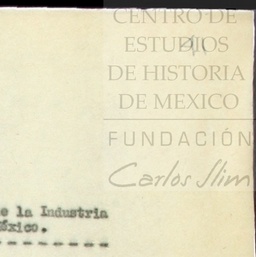 CENTRO DE
ESTUDIOS
DE HISTORIA
DE MEXICO
FUNDACIÓN
Carlos Slim
e la Industria
éxico.